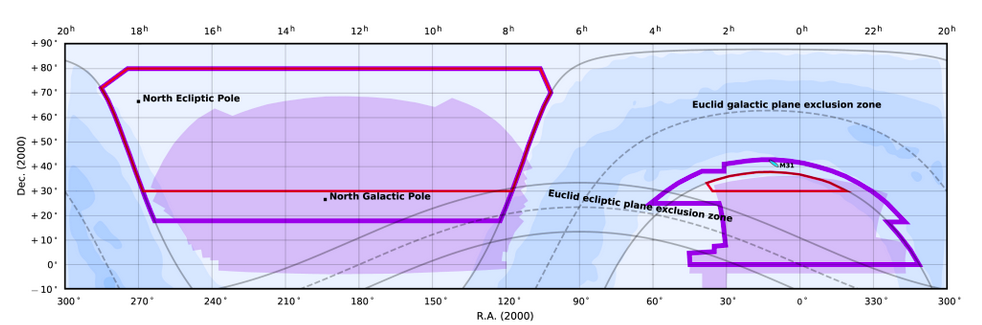 20ʰ 18ʰ 16ʰ 14ʰ 12ʰ 10ʰ 8ʰ 6ʰ 4ʰ 2ʰ 0ʰ 22ʰ 20ʰ
+90°
+80°
+70°
+60°
+50°
+40°
+30°
+20°
+10°
0°
−10°
Dec. (2000)
North Ecliptic Pole
Euclid galactic plane exclusion zone
M31
North Galactic Pole
Euclid ecliptic plane exclusion zone
300° 270° 240° 210° 180° 150° 120° 90° 60° 30° 0° 330° 300°
R.A. (2000)